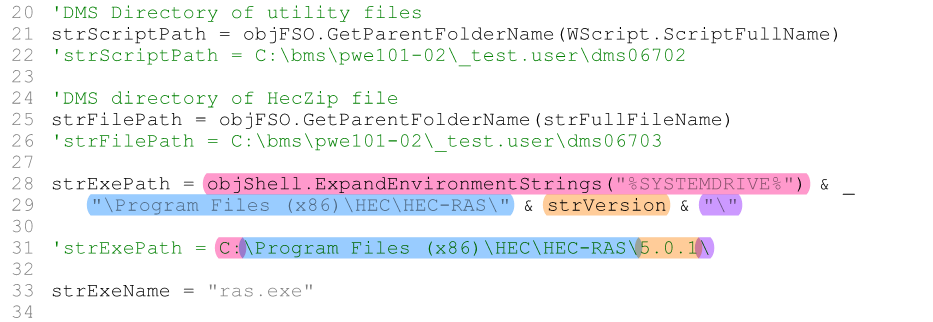 20 'DMS Directory of utility files
21 strScriptPath = objFSO.GetParentFolderName(WScript.ScriptFullName)
22 'strScriptPath = C:\bms\pwe101-02\_test.user\dms06702
23
24 'DMS directory of HecZip file
25 strFilePath = objFSO.GetParentFolderName(strFullFileName)
26 'strFilePath = C:\bms\pwe101-02\_test.user\dms06703
27
28 strExePath = objShell.ExpandEnvironmentStrings("%SYSTEMDRIVE%") & _
29 "\Program Files (x86)\HEC\HEC-RAS\" & strVersion & "\"
30
31 'strExePath = C:\Program Files (x86)\HEC\HEC-RAS\5.0.1\
32
33 strExeName = "ras.exe"
34